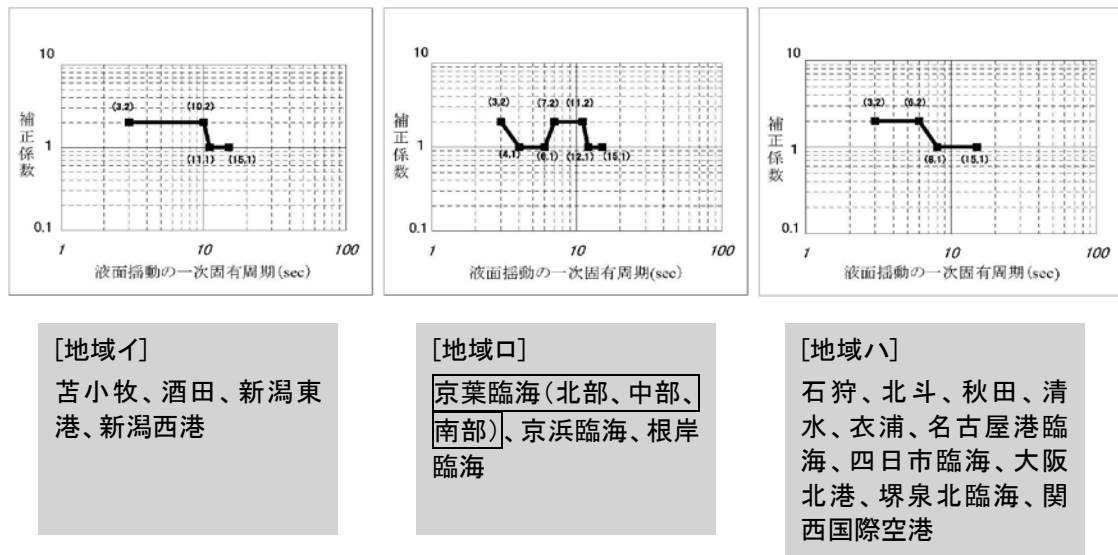 10
1
0.1
補正係数
(3,2)
(10,2)
(11,1)
(15,1)
1
10
100
液面揺動の一次固有周期(sec)
10
1
0.1
補正係数
(3,2)
(7,2)
(11,2)
(4,1)
(6,1)
(12,1)
(15,1)
1
10
100
液面揺動の一次固有周期(sec)
10
1
0.1
補正係数
(3,2)
(6,2)
(8,1)
(15,1)
1
10
100
液面揺動の一次固有周期(sec)
[地域イ]
苫小牧、酒田、新潟東
港、新潟西港
[地域ロ]
京葉臨海(北部、中部、
南部)、京浜臨海、根岸
臨海
[地域ハ]
石狩、北斗、秋田、清
水、衣浦、名古屋港臨
海、四日市臨海、大阪
北港、堺泉北臨海、関
西国際空港